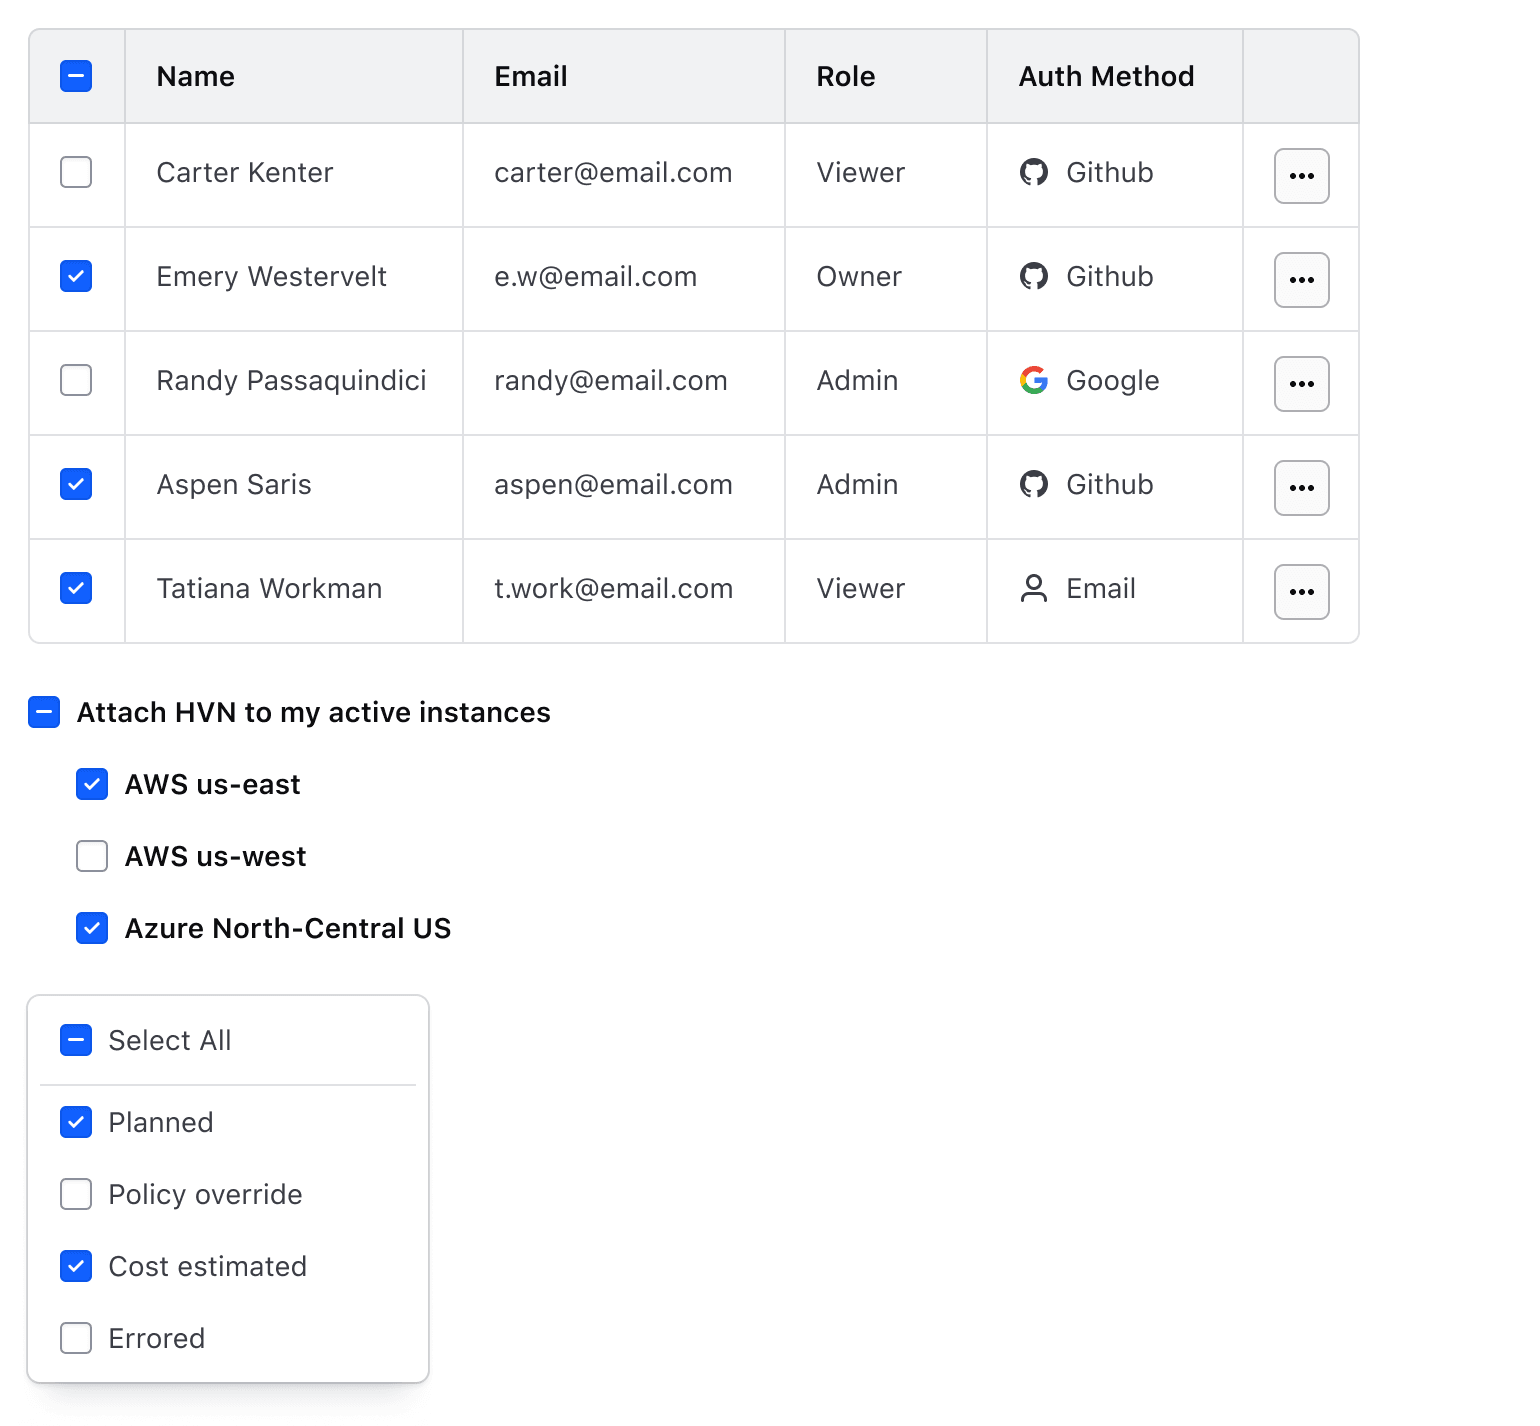 Name Email Role Auth Method
Carter Kenter carter@email.com Viewer Github
Emery Westervelt e.w@email.com Owner Github
Randy Passaquindici randy@email.com Admin Google
Aspen Saris aspen@email.com Admin Github
Tatiana Workman t.work@email.com Viewer Email
Attach HVN to my active instances
AWS us-east
AWS us-west
Azure North-Central US
Select All
Planned
Policy override
Cost estimated
Errored